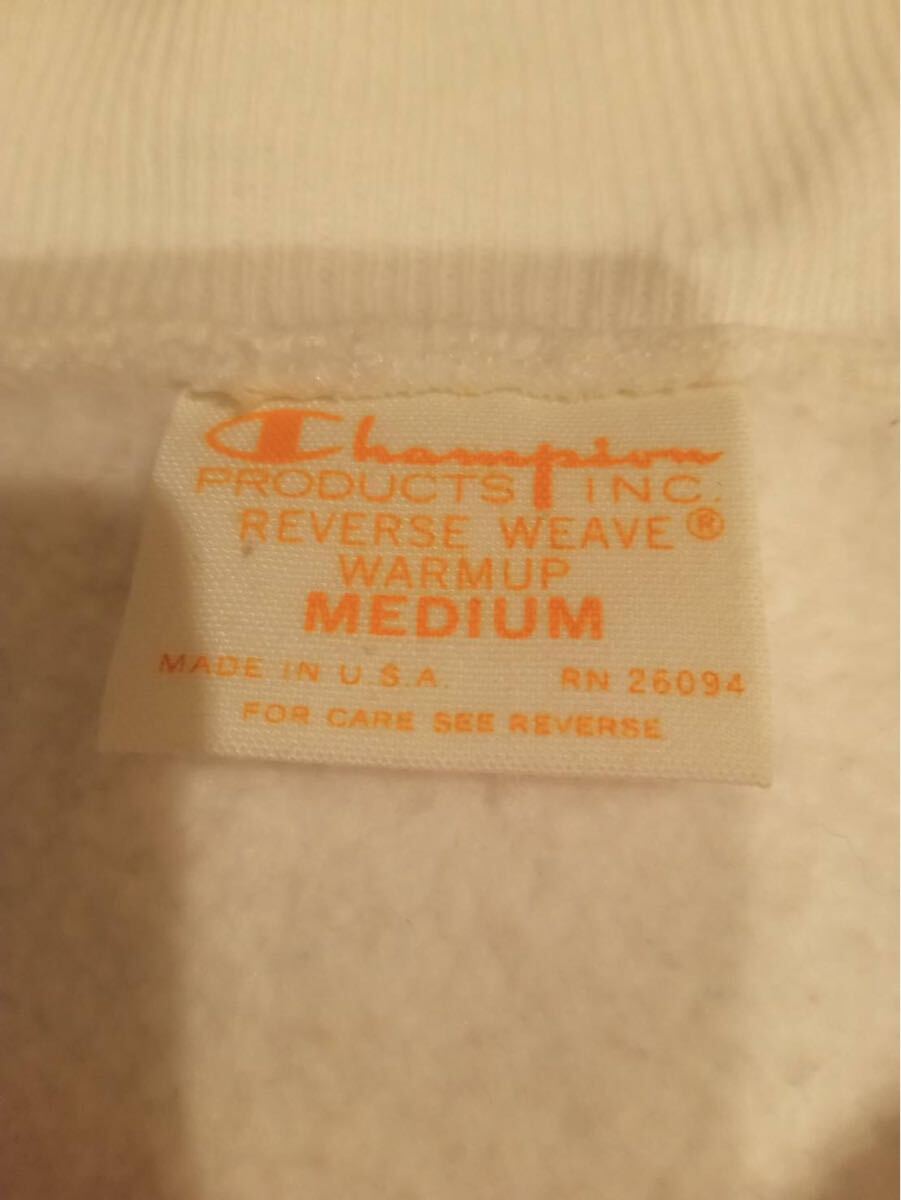 Champion
PRODUCTS INC.
REVERSE WEAVE®
WARMUP
MEDIUM
MADE IN U.S.A. RN 26094
FOR CARE SEE REVERSE